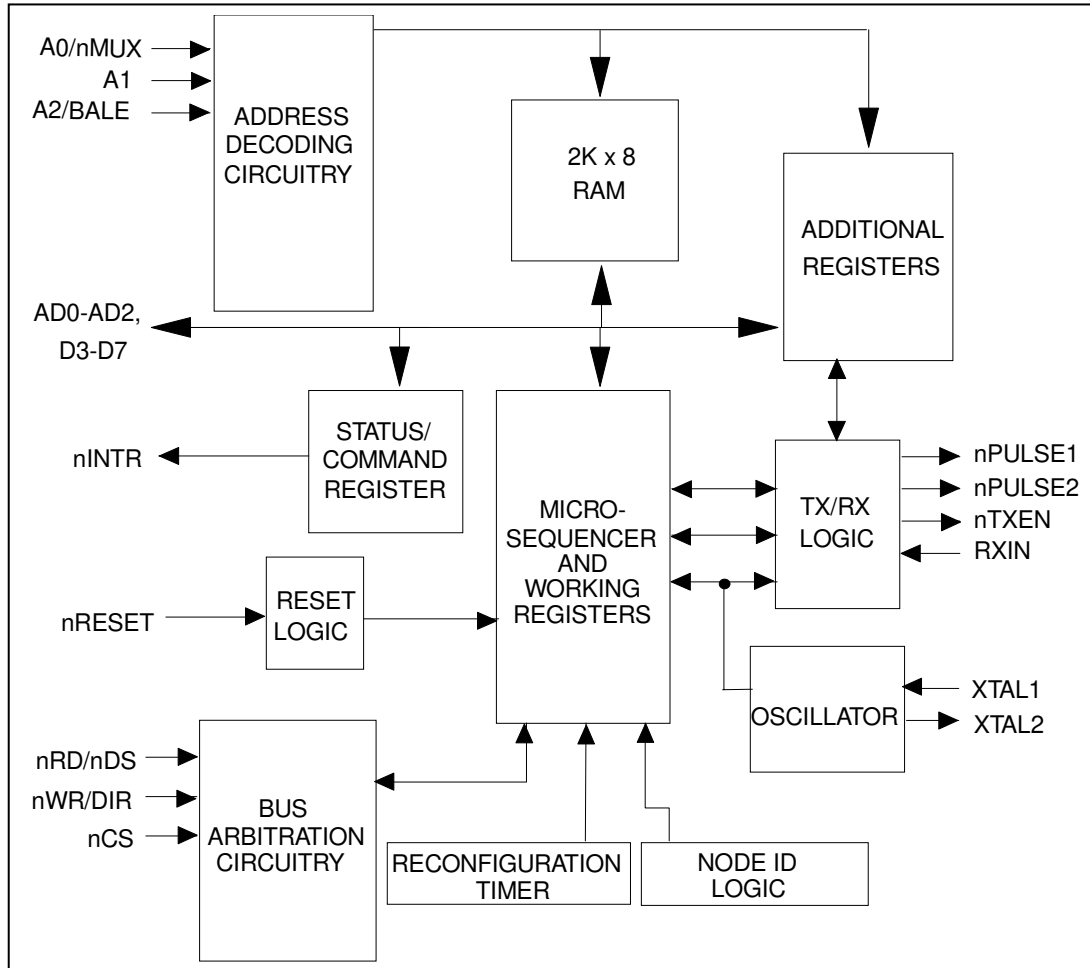 A0/nMUX
A1
A2/BALE
ADDRESS
DECODING
CIRCUITRY
2K x 8
RAM
ADDITIONAL
REGISTERS
AD0-AD2,
D3-D7
nINTR
STATUS/
COMMAND
REGISTER
MICRO-
SEQUENCER
AND
WORKING
REGISTERS
TX/RX
LOGIC
nPULSE1
nPULSE2
nTXEN
RXIN
nRESET
RESET
LOGIC
OSCILLATOR
XTAL1
XTAL2
nRD/nDS
nWR/DIR
nCS
BUS
ARBITRATION
CIRCUITRY
RECONFIGURATION
TIMER
NODE ID
LOGIC